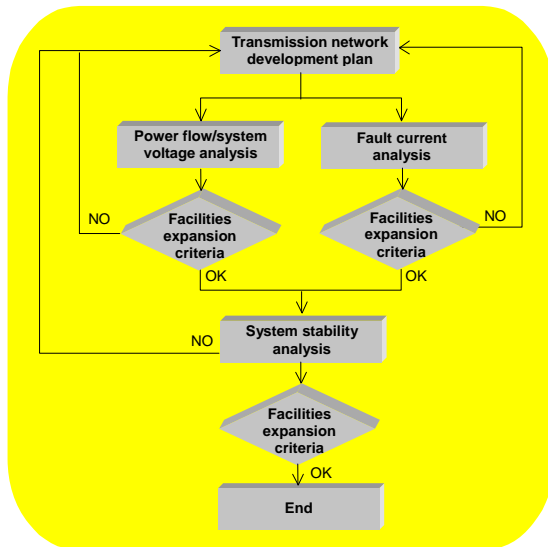 Transmission network
development plan
Power flow/system
voltage analysis
Fault current
analysis
NO
Facilities
expansion
criteria
OK
Facilities
expansion
criteria
NO
OK
System stability
analysis
NO
Facilities
expansion
criteria
OK
End